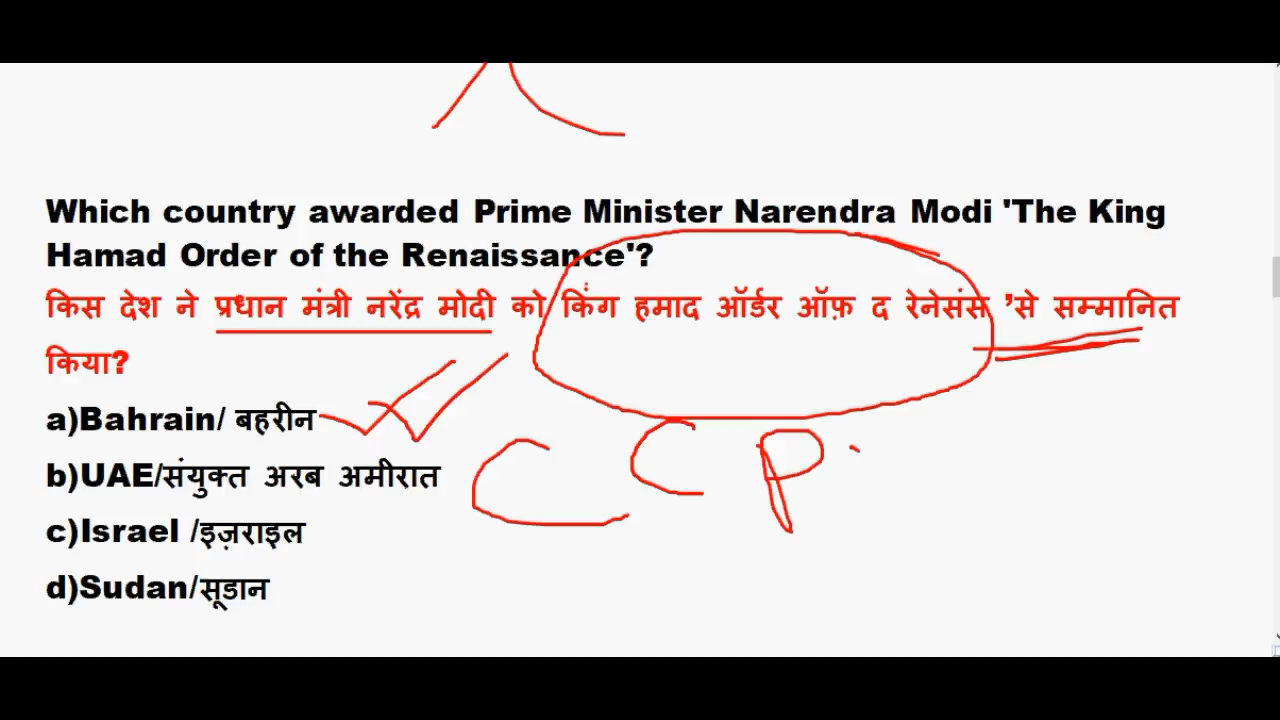 Which country awarded Prime Minister Narendra Modi 'The King
Hamad Order of the Renaissance'?
किस देश ने प्रधान मंत्री नरेंद्र मोदी को किंग हमाद ऑर्डर ऑफ़ द रेनेसंस ’से सम्मानित
किया?
a)Bahrain/ बहरीन
b)UAE/संयुक्त अरब अमीरात
C C P
c)Israel /इज़राइल
d)Sudan/सूडान